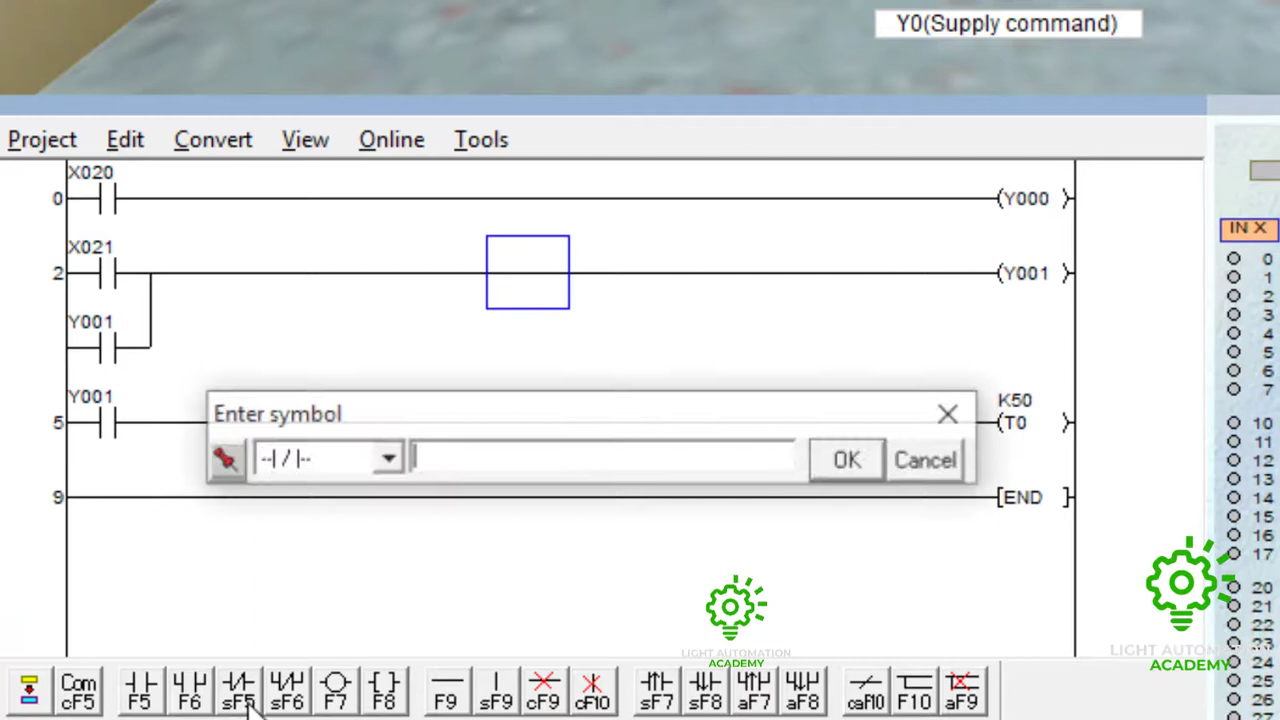 Y0(Supply command)
Project Edit Convert View Online Tools
X020
0 (Y000 )
X021
IN X
2 (Y001 )
0
1
2
3
4
5
6
7
Y001
Y001
K50
5 (T0 )
Enter symbol
--| / |-- OK Cancel
9 [END ]
10
11
12
13
14
15
16
17
20
21
22
23
24
25
26
27
LIGHT AUTOMATION
ACADEMY
LIGHT AUTOMATION
ACADEMY
Com
cF5 F5 F6 sF5 sF6 F7 F8 F9 sF9 cF9 cF10 sF7 sF8 aF7 aF8 caf10 F10 aF9